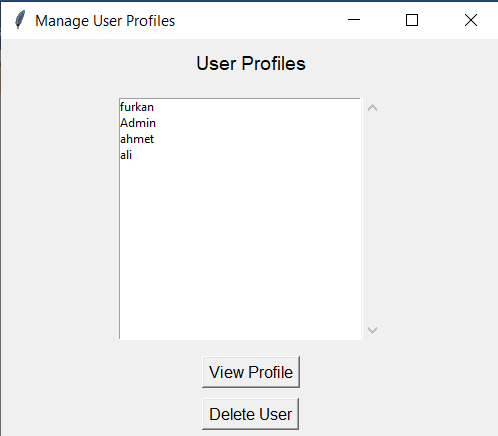 Manage User Profiles
User Profiles
furkan
Admin
ahmet
ali
View Profile
Delete User